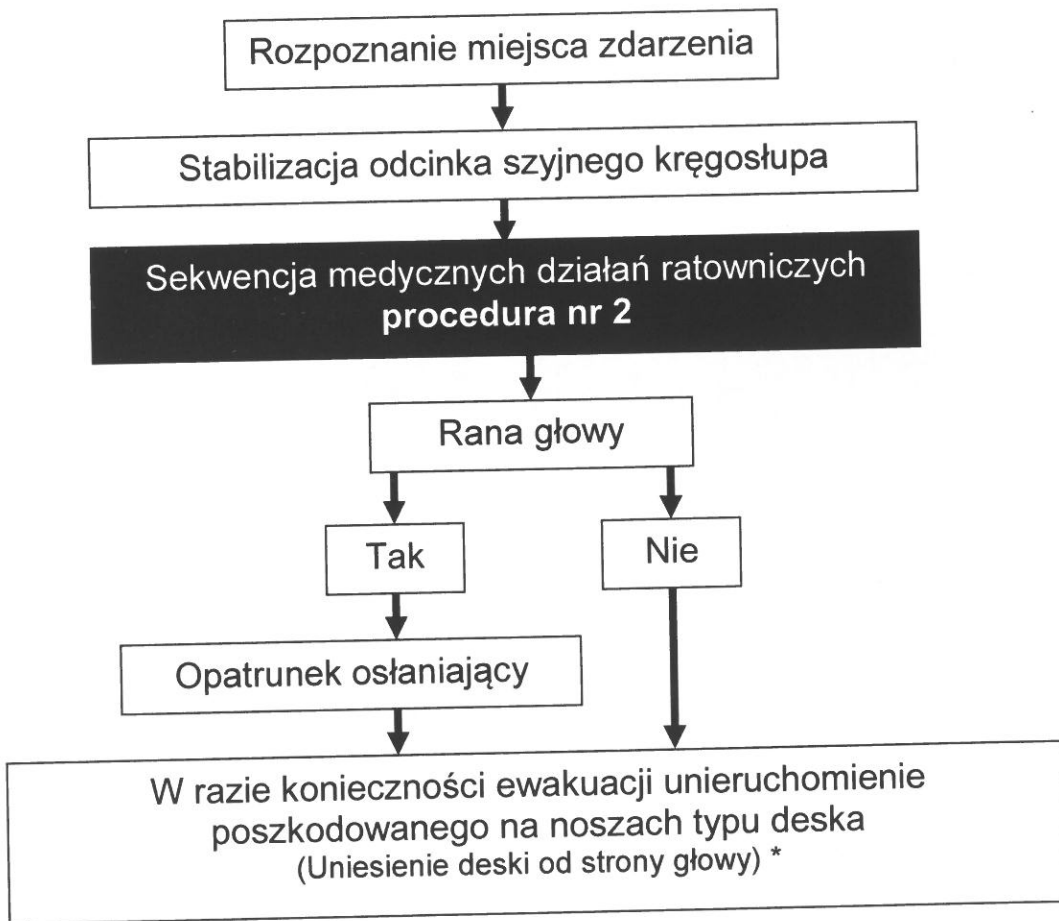 Rozpoznanie miejsca zdarzenia
Stabilizacja odcinka szyjnego kręgosłupa
Sekwencja medycznych działań ratowniczych
procedura nr 2
Rana głowy
Tak
Nie
Opatrunek osłaniający
W razie konieczności ewakuacji unieruchomienie
poszkodowanego na noszach typu deska
(Uniesienie deski od strony głowy) *